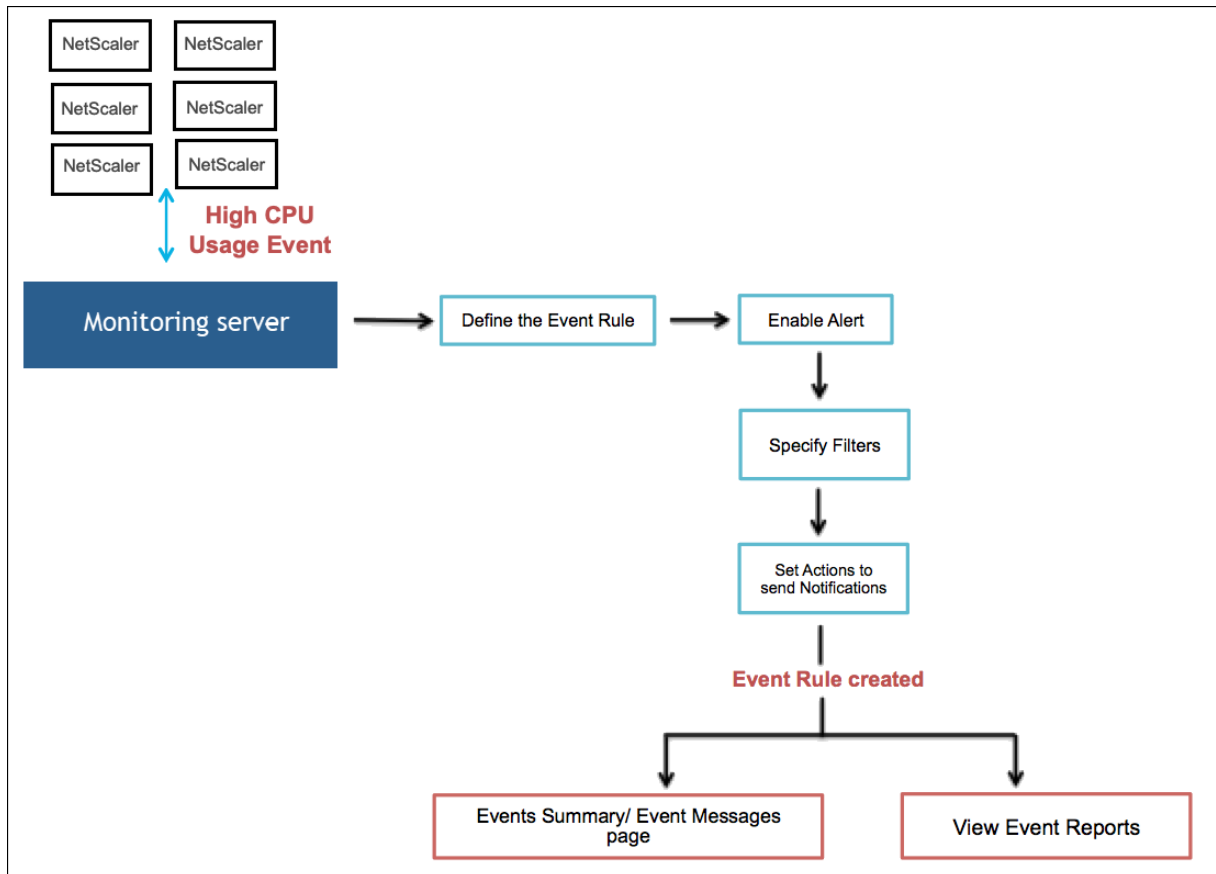 NetScaler
NetScaler
NetScaler
NetScaler
NetScaler
NetScaler
High CPU
Usage Event
Monitoring server
Define the Event Rule
Enable Alert
Specify Filters
Set Actions to
send Notifications
Event Rule created
Events Summary/ Event Messages
page
View Event Reports